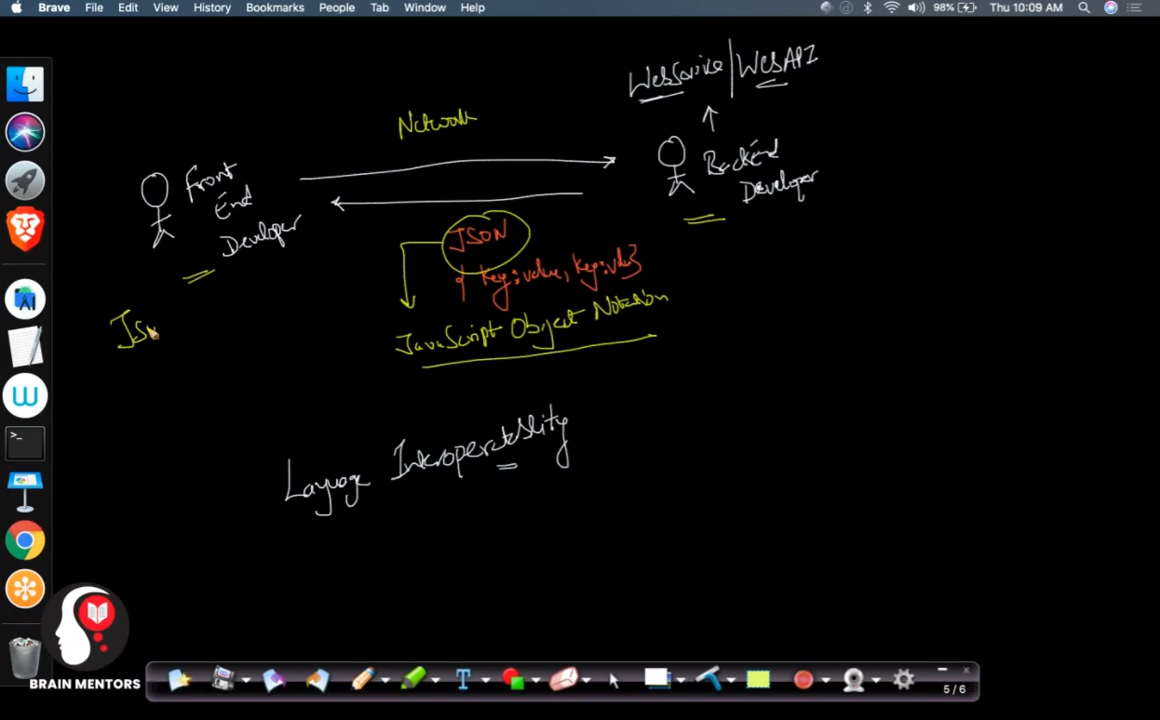 Brave File Edit View History Bookmarks People Tab Window Help 98% Thu 10:09 AM
WebService | WebAPI
Network
Front
End
Developer
BackEnd
Developer
JSON
{ key:value, key:value}
JavaScript Object Notation
Json
Language Interoperability
BRAIN MENTORS
T
5/6